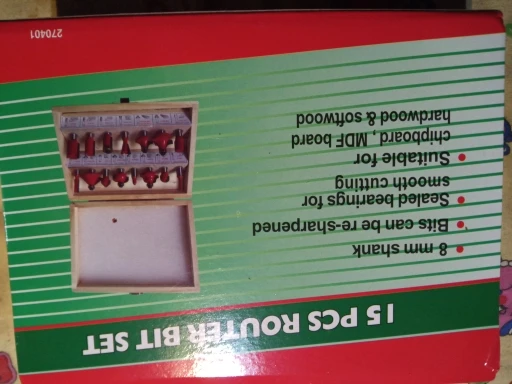 15 PCS ROUTER BIT SET
• 8 mm shank
• Bits can be re-sharpened
• Sealed bearings for
smooth cutting
• Suitable for
chipboard , MDF board
hardwood & softwood
270401